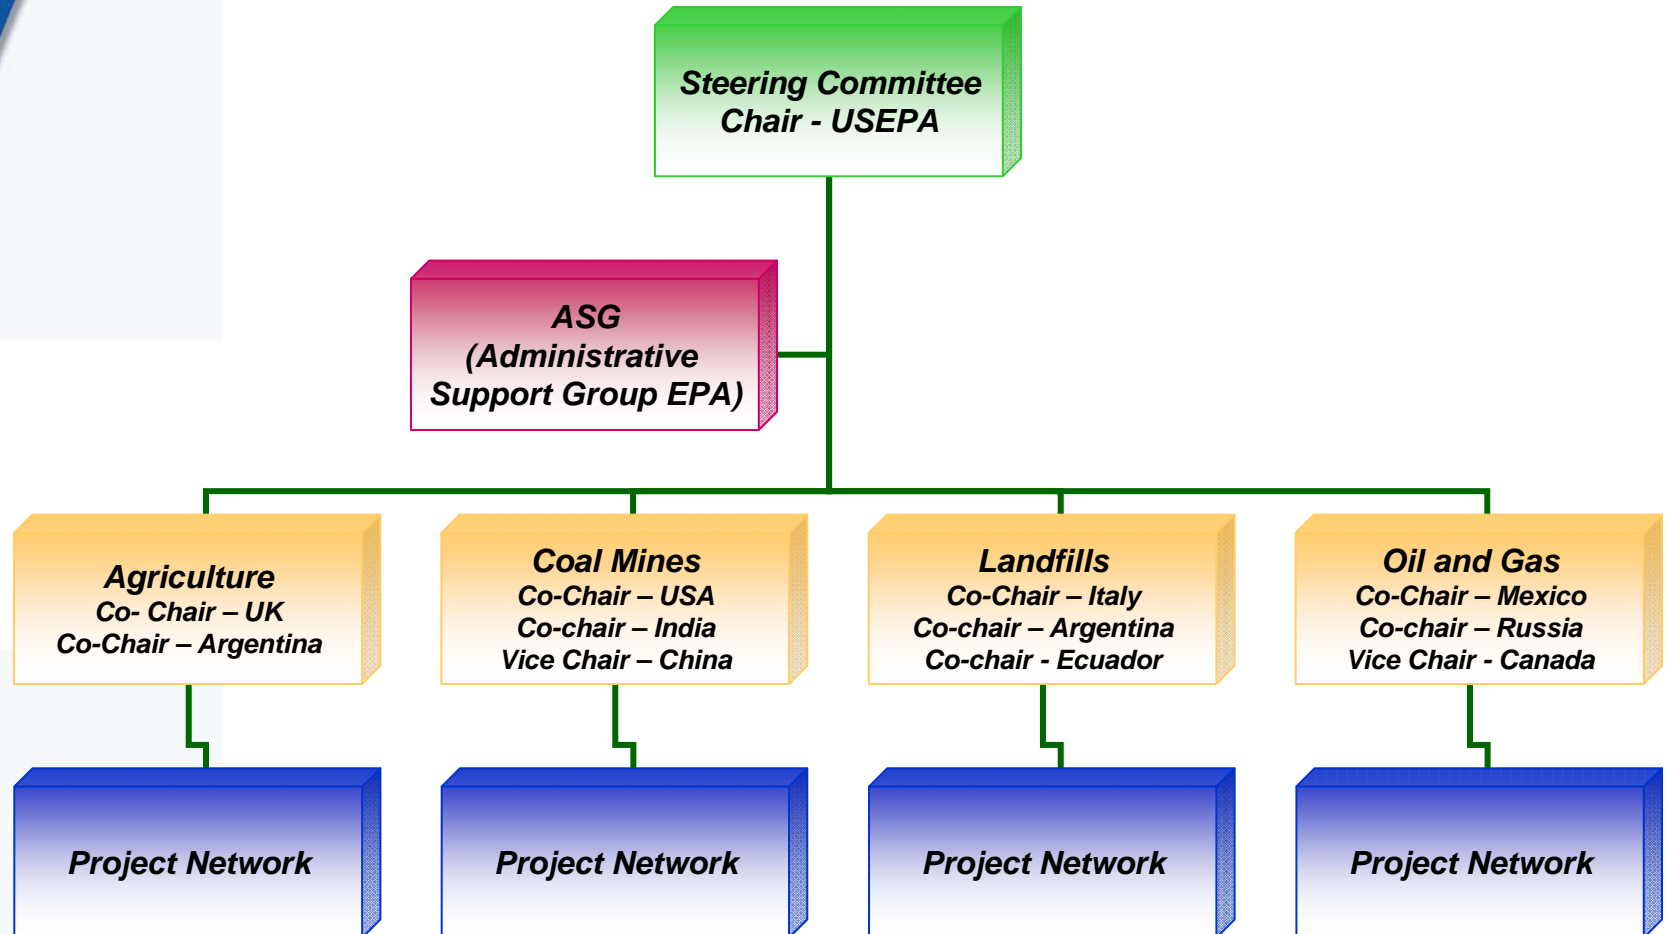 Steering Committee
Chair - USEPA
ASG
(Administrative
Support Group EPA)
Agriculture
Co- Chair – UK
Co-Chair – Argentina
Coal Mines
Co-Chair – USA
Co-chair – India
Vice Chair – China
Landfills
Co-Chair – Italy
Co-chair – Argentina
Co-chair - Ecuador
Oil and Gas
Co-Chair – Mexico
Co-chair – Russia
Vice Chair - Canada
Project Network
Project Network
Project Network
Project Network